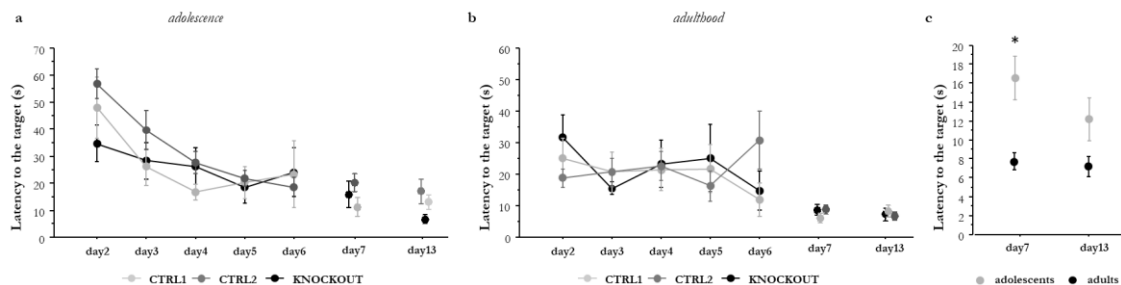 a
adolescence
Latency to the target (s)
70
60
50
40
30
20
10
0
day2 day3 day4 day5 day6 day7 day13
CTRL1 CTRL2 KNOCKOUT
b
adulthood
Latency to the target (s)
60
50
40
30
20
10
0
day2 day3 day4 day5 day6 day7 day13
CTRL1 CTRL2 KNOCKOUT
c
Latency to the target (s)
20
18
16
14
12
10
8
6
4
2
0
*
day7 day13
adolescents adults